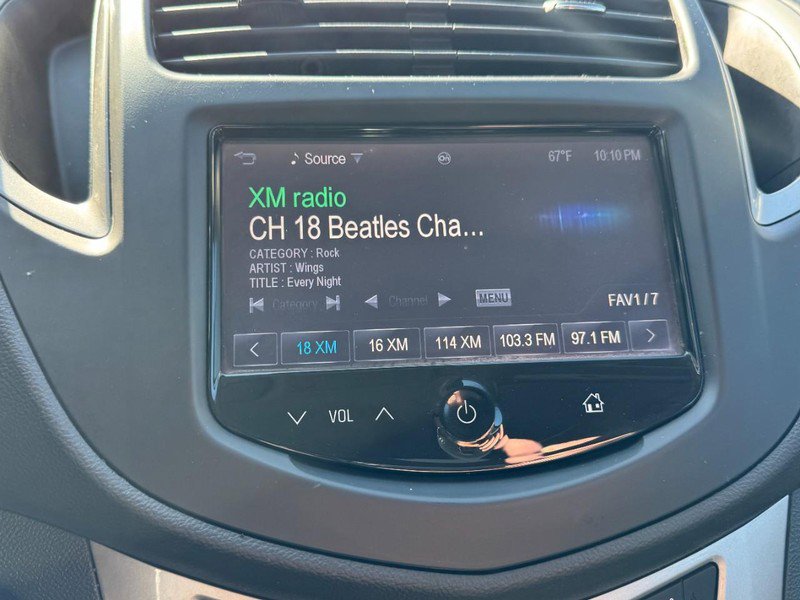 Source 67°F 10:10 PM
XM radio
CH 18 Beatles Cha...
CATEGORY : Rock
ARTIST : Wings
TITLE : Every Night
Category Channel MENU FAV1/7
18 XM 16 XM 114 XM 103.3 FM 97.1 FM
VOL